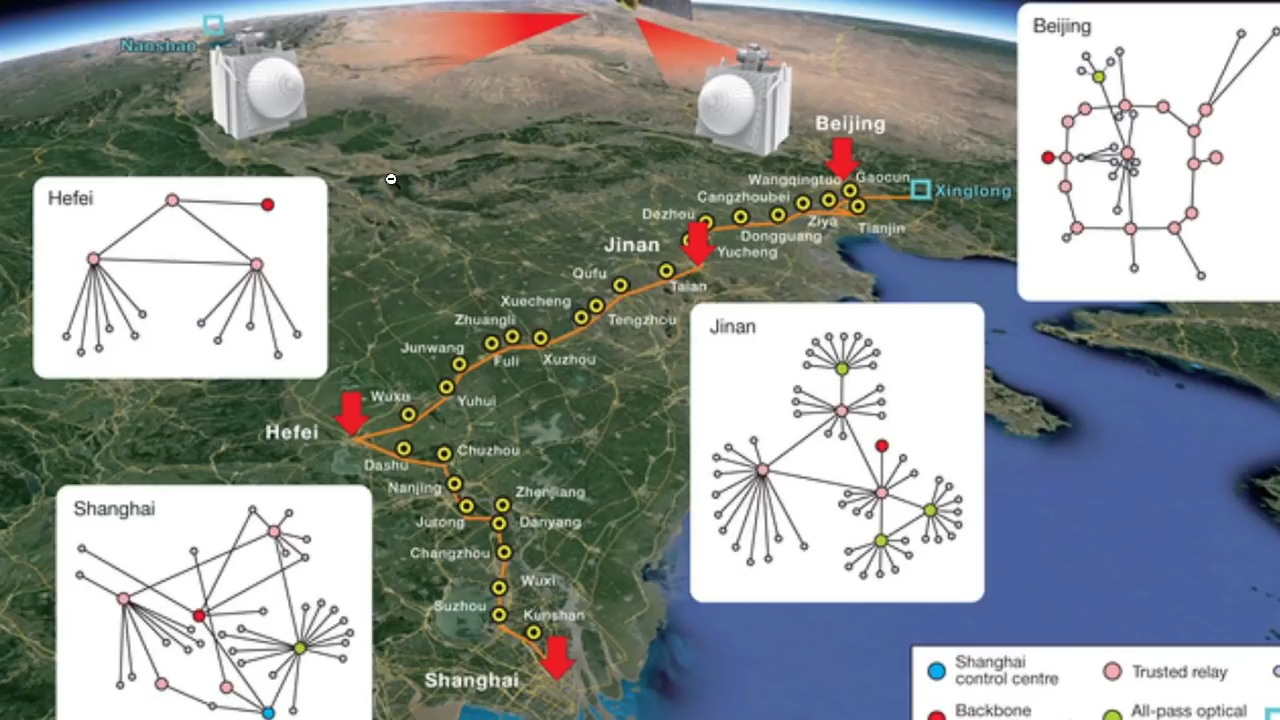 Nanshan
Beijing
Beijing
Wangqingtuo
Gaocun
Xinglong
Cangzhoubei
Dezhou
Ziya
Tianjin
Dongguang
Hefei
Jinan
Yucheng
Qufu
Taian
Xuecheng
Tengzhou
Zhuangli
Jinan
Junwang
Fuli
Xuzhou
Wuxu
Yuhui
Hefei
Dashu
Chuzhou
Nanjing
Zhenjiang
Shanghai
Jurong
Danyang
Changzhou
Wuxi
Suzhou
Kunshan
Shanghai
Shanghai
control centre
Trusted relay
Backbone
All-pass optical